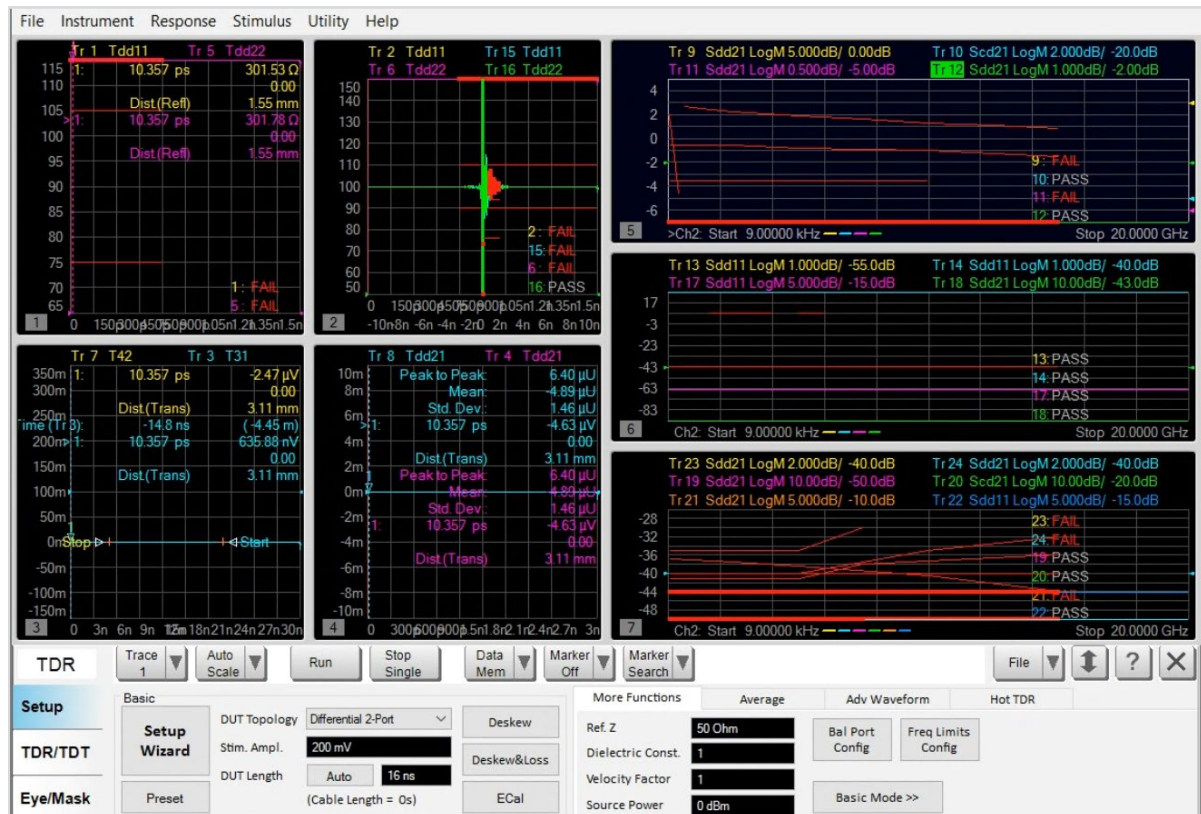 File Instrument Response Stimulus Utility Help
Tr 1 Tdd11 Tr 5 Tdd22
1: 10.357 ps 301.53 Ω
0.00
Dist.(Refl) 1.55 mm
>1: 10.357 ps 301.78 Ω
0.00
Dist.(Refl) 1.55 mm
115
110
105
100
95
90
85
80
75
70
65
1: FAIL
5: FAIL
1
Tr 2 Tdd11 Tr 15 Tdd11
Tr 6 Tdd22 Tr 16 Tdd22
150
140
130
120
110
100
90
80
70
60
50
2: FAIL
15: FAIL
6: FAIL
16: PASS
2
-10n -8n -6n -4n -2n 0 2n 4n 6n 8n 10n
Tr 9 Sdd21 LogM 5.000dB/ 0.00dB Tr 10 Scd21 LogM 2.000dB/ -20.0dB
Tr 11 Sdd21 LogM 0.500dB/ -5.00dB Tr 12 Sdd21 LogM 1.000dB/ -2.00dB
4
2
0
-2
-4
-6
9: FAIL
10: PASS
11: FAIL
12: PASS
5 >Ch2: Start 9.00000 kHz Stop 20.0000 GHz
Tr 13 Sdd11 LogM 1.000dB/ -55.0dB Tr 14 Sdd11 LogM 1.000dB/ -40.0dB
Tr 17 Sdd11 LogM 5.000dB/ -15.0dB Tr 18 Sdd21 LogM 10.00dB/ -43.0dB
17
-3
-23
-43
-63
-83
13: PASS
14: PASS
17: PASS
18: PASS
6 Ch2: Start 9.00000 kHz Stop 20.0000 GHz
Tr 7 T42 Tr 3 T31
1: 10.357 ps -2.47 µV
0.00
Dist.(Trans) 3.11 mm
-14.8 ns (-4.45 m)
>1: 10.357 ps 635.88 nV
0.00
Dist.(Trans) 3.11 mm
350m
300m
250m
200m
150m
100m
50m
0m
-50m
-100m
-150m
Stop Start
3 0 3n 6n 9n 18n 21n 24n 27n 30n
Tr 8 Tdd21 Tr 4 Tdd21
Peak to Peak: 6.40 µU
Mean: -4.89 µU
Std. Dev.: 1.46 µU
>1: 10.357 ps -4.63 µV
0.00
Dist.(Trans) 3.11 mm
Peak to Peak: 6.40 µU
Mean: -4.89 µU
Std. Dev.: 1.46 µU
1: 10.357 ps -4.63 µV
0.00
Dist.(Trans) 3.11 mm
10m
8m
6m
4m
2m
0m
-2m
-4m
-6m
-8m
-10m
4
Tr 23 Sdd21 LogM 2.000dB/ -40.0dB Tr 24 Sdd21 LogM 2.000dB/ -40.0dB
Tr 19 Sdd21 LogM 10.00dB/ -50.0dB Tr 20 Scd21 LogM 10.00dB/ -20.0dB
Tr 21 Sdd21 LogM 5.000dB/ -10.0dB Tr 22 Sdd11 LogM 5.000dB/ -15.0dB
-28
-32
-36
-40
-44
-48
23: FAIL
24: FAIL
19: PASS
20: PASS
21: FAIL
22: PASS
7 Ch2: Start 9.00000 kHz Stop 20.0000 GHz
TDR
Trace 1
Auto Scale
Run
Stop Single
Data Mem
Marker Off
Marker Search
File
?
Setup
TDR/TDT
Eye/Mask
Basic
Setup Wizard
Preset
DUT Topology Differential 2-Port
Stim. Ampl. 200 mV
DUT Length Auto 16 ns
(Cable Length = 0s)
Deskew
Deskew&Loss
ECal
More Functions Average Adv Waveform Hot TDR
Ref. Z 50 Ohm
Dielectric Const. 1
Velocity Factor 1
Source Power 0 dBm
Bal Port Config
Freq Limits Config
Basic Mode >>